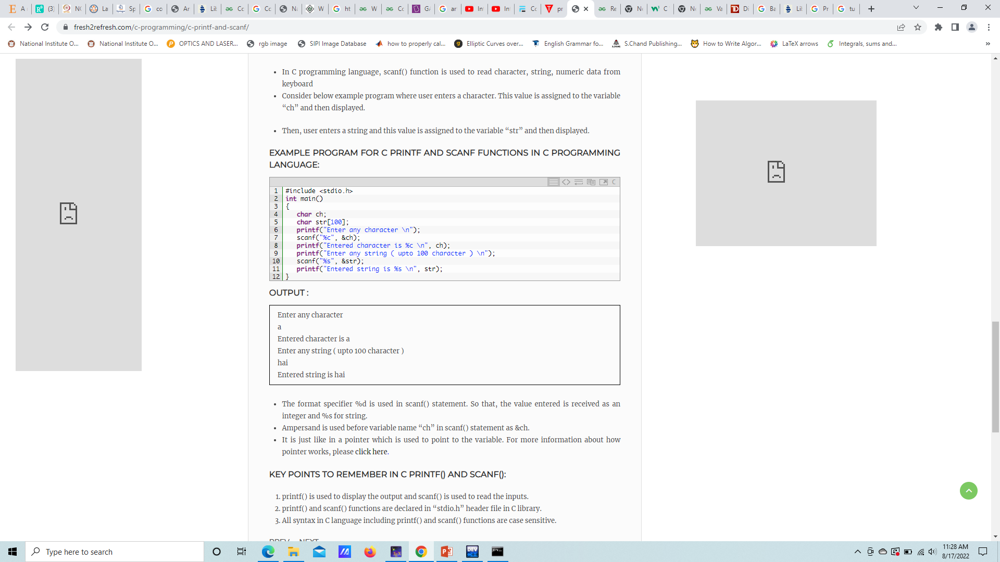 A
(3)
NC
La
Sp
co
Ar
Lil
Cc
Cc
Na
W
ht
W
Cc
G/
ar
In
In
Cc
pr
Re
Ne
C
Ne
Va
Di
Ba
Lil
Pr
tu
fresh2refresh.com/c-programming/c-printf-and-scanf/
National Institute O... National Institute O... OPTICS AND LASER... rgb image SIPI Image Database how to properly cal... Elliptic Curves over... English Grammar fo... S.Chand Publishing... How to Write Algor... LaTeX arrows Integrals, sums and... »
• In C programming language, scanf() function is used to read character, string, numeric data from
keyboard
• Consider below example program where user enters a character. This value is assigned to the variable
“ch” and then displayed.
• Then, user enters a string and this value is assigned to the variable “str” and then displayed.
EXAMPLE PROGRAM FOR C PRINTF AND SCANF FUNCTIONS IN C PROGRAMMING
LANGUAGE:
C
1 #include <stdio.h>
2 int main()
3 {
4 char ch;
5 char str[100];
6 printf("Enter any character \n");
7 scanf("%c", &ch);
8 printf("Entered character is %c \n", ch);
9 printf("Enter any string ( upto 100 character ) \n");
10 scanf("%s", &str);
11 printf("Entered string is %s \n", str);
12 }
OUTPUT :
Enter any character
a
Entered character is a
Enter any string ( upto 100 character )
hai
Entered string is hai
• The format specifier %d is used in scanf() statement. So that, the value entered is received as an
integer and %s for string.
• Ampersand is used before variable name “ch” in scanf() statement as &ch.
• It is just like in a pointer which is used to point to the variable. For more information about how
pointer works, please click here.
KEY POINTS TO REMEMBER IN C PRINTF() AND SCANF():
1. printf() is used to display the output and scanf() is used to read the inputs.
2. printf() and scanf() functions are declared in “stdio.h” header file in C library.
3. All syntax in C language including printf() and scanf() functions are case sensitive.
PREV NEXT
Type here to search
11:28 AM
8/17/2022